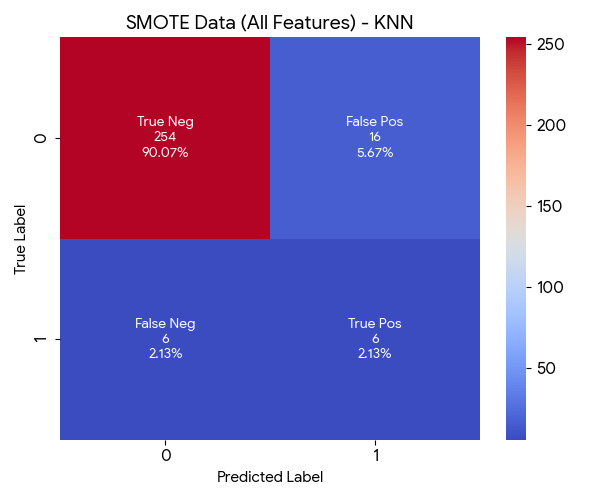 SMOTE Data (All Features) - KNN
True Neg
254
90.07%
False Pos
16
5.67%
False Neg
6
2.13%
True Pos
6
2.13%
0
1
True Label
0
1
Predicted Label
250
200
150
100
50